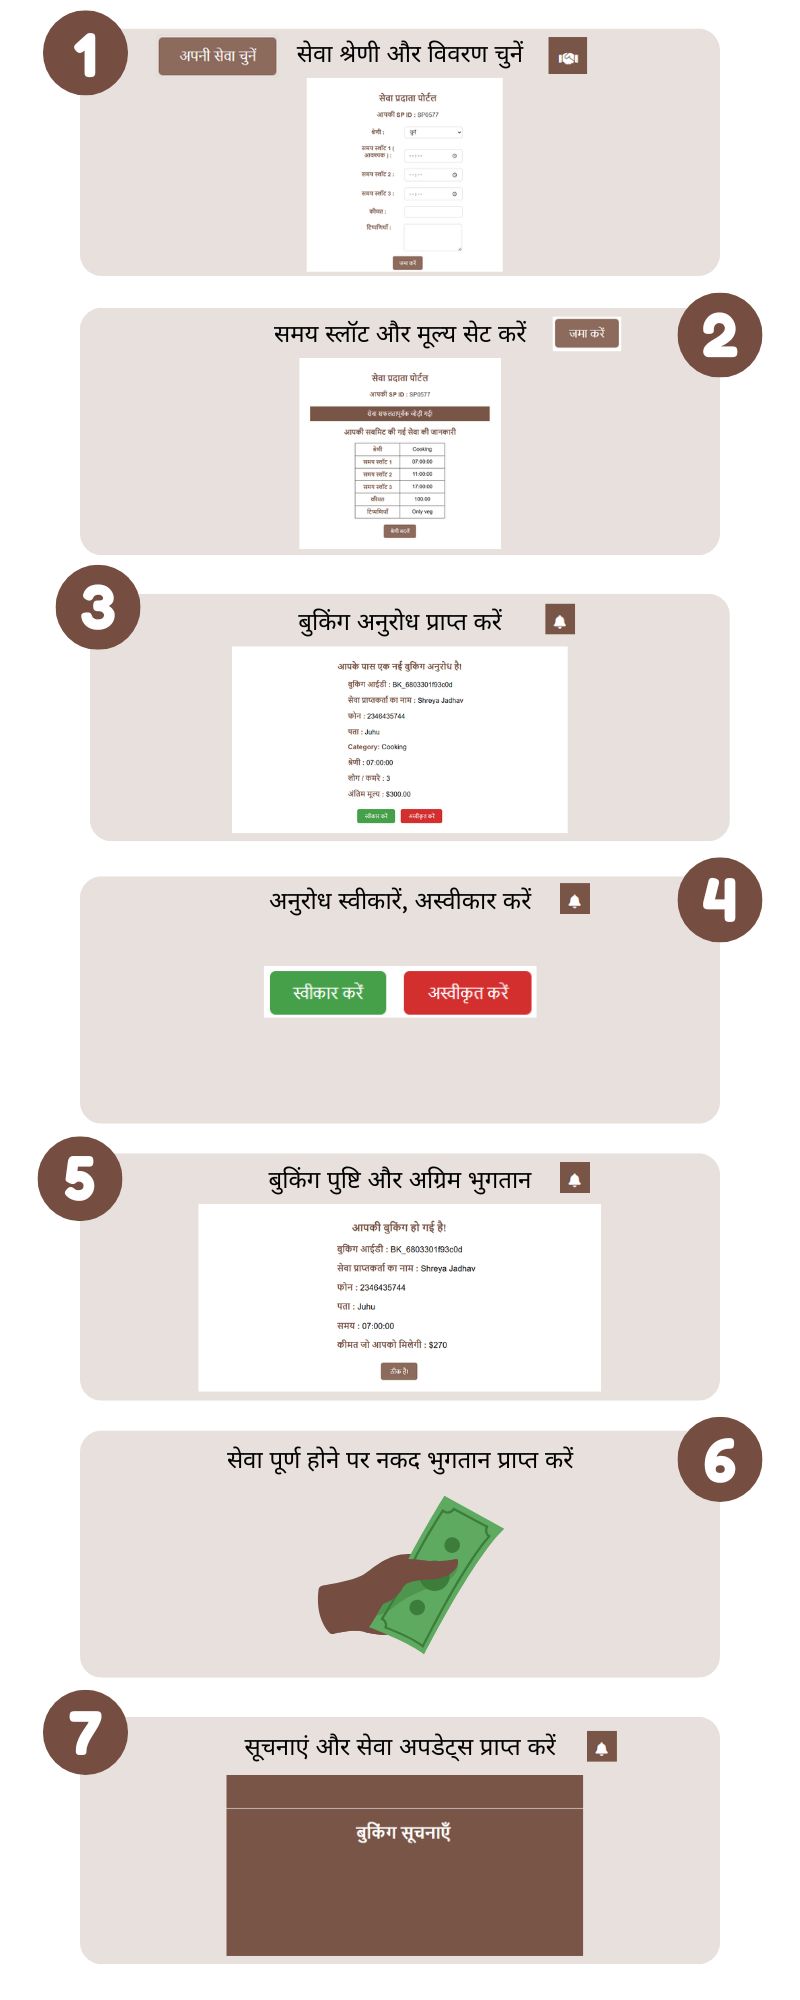 1
अपनी सेवा चुनें
सेवा श्रेणी और विवरण चुनें
सेवा प्रदाता पोर्टल
आपकी SP ID : SP0577
श्रेणी :
चुनें
समय स्लॉट 1 (
आवश्यक ) :
--:--
समय स्लॉट 2 :
--:--
समय स्लॉट 3 :
--:--
कीमत :
टिप्पणियाँ :
जमा करें
2
समय स्लॉट और मूल्य सेट करें
जमा करें
सेवा प्रदाता पोर्टल
आपकी SP ID : SP0577
सेवा सफलतापूर्वक जोड़ी गई!
आपकी सबमिट की गई सेवा की जानकारी
श्रेणी Cooking
समय स्लॉट 1 07:00:00
समय स्लॉट 2 11:00:00
समय स्लॉट 3 17:00:00
कीमत 100.00
टिप्पणियाँ Only veg
श्रेणी बदलें
3
बुकिंग अनुरोध प्राप्त करें
आपके पास एक नई बुकिंग अनुरोध है!
बुकिंग आईडी : BK_6803301f93c0d
सेवा प्राप्तकर्ता का नाम : Shreya Jadhav
फोन : 2346435744
पता : Juhu
Category: Cooking
श्रेणी : 07:00:00
लोग / कमरे : 3
अंतिम मूल्य : $300.00
स्वीकार करें
अस्वीकृत करें
4
अनुरोध स्वीकारें, अस्वीकार करें
स्वीकार करें
अस्वीकृत करें
5
बुकिंग पुष्टि और अग्रिम भुगतान
आपकी बुकिंग हो गई है!
बुकिंग आईडी : BK_6803301f93c0d
सेवा प्राप्तकर्ता का नाम : Shreya Jadhav
फोन : 2346435744
पता : Juhu
समय : 07:00:00
कीमत जो आपको मिलेगी : $270
ठीक है!
6
सेवा पूर्ण होने पर नकद भुगतान प्राप्त करें
7
सूचनाएं और सेवा अपडेट्स प्राप्त करें
बुकिंग सूचनाएँ